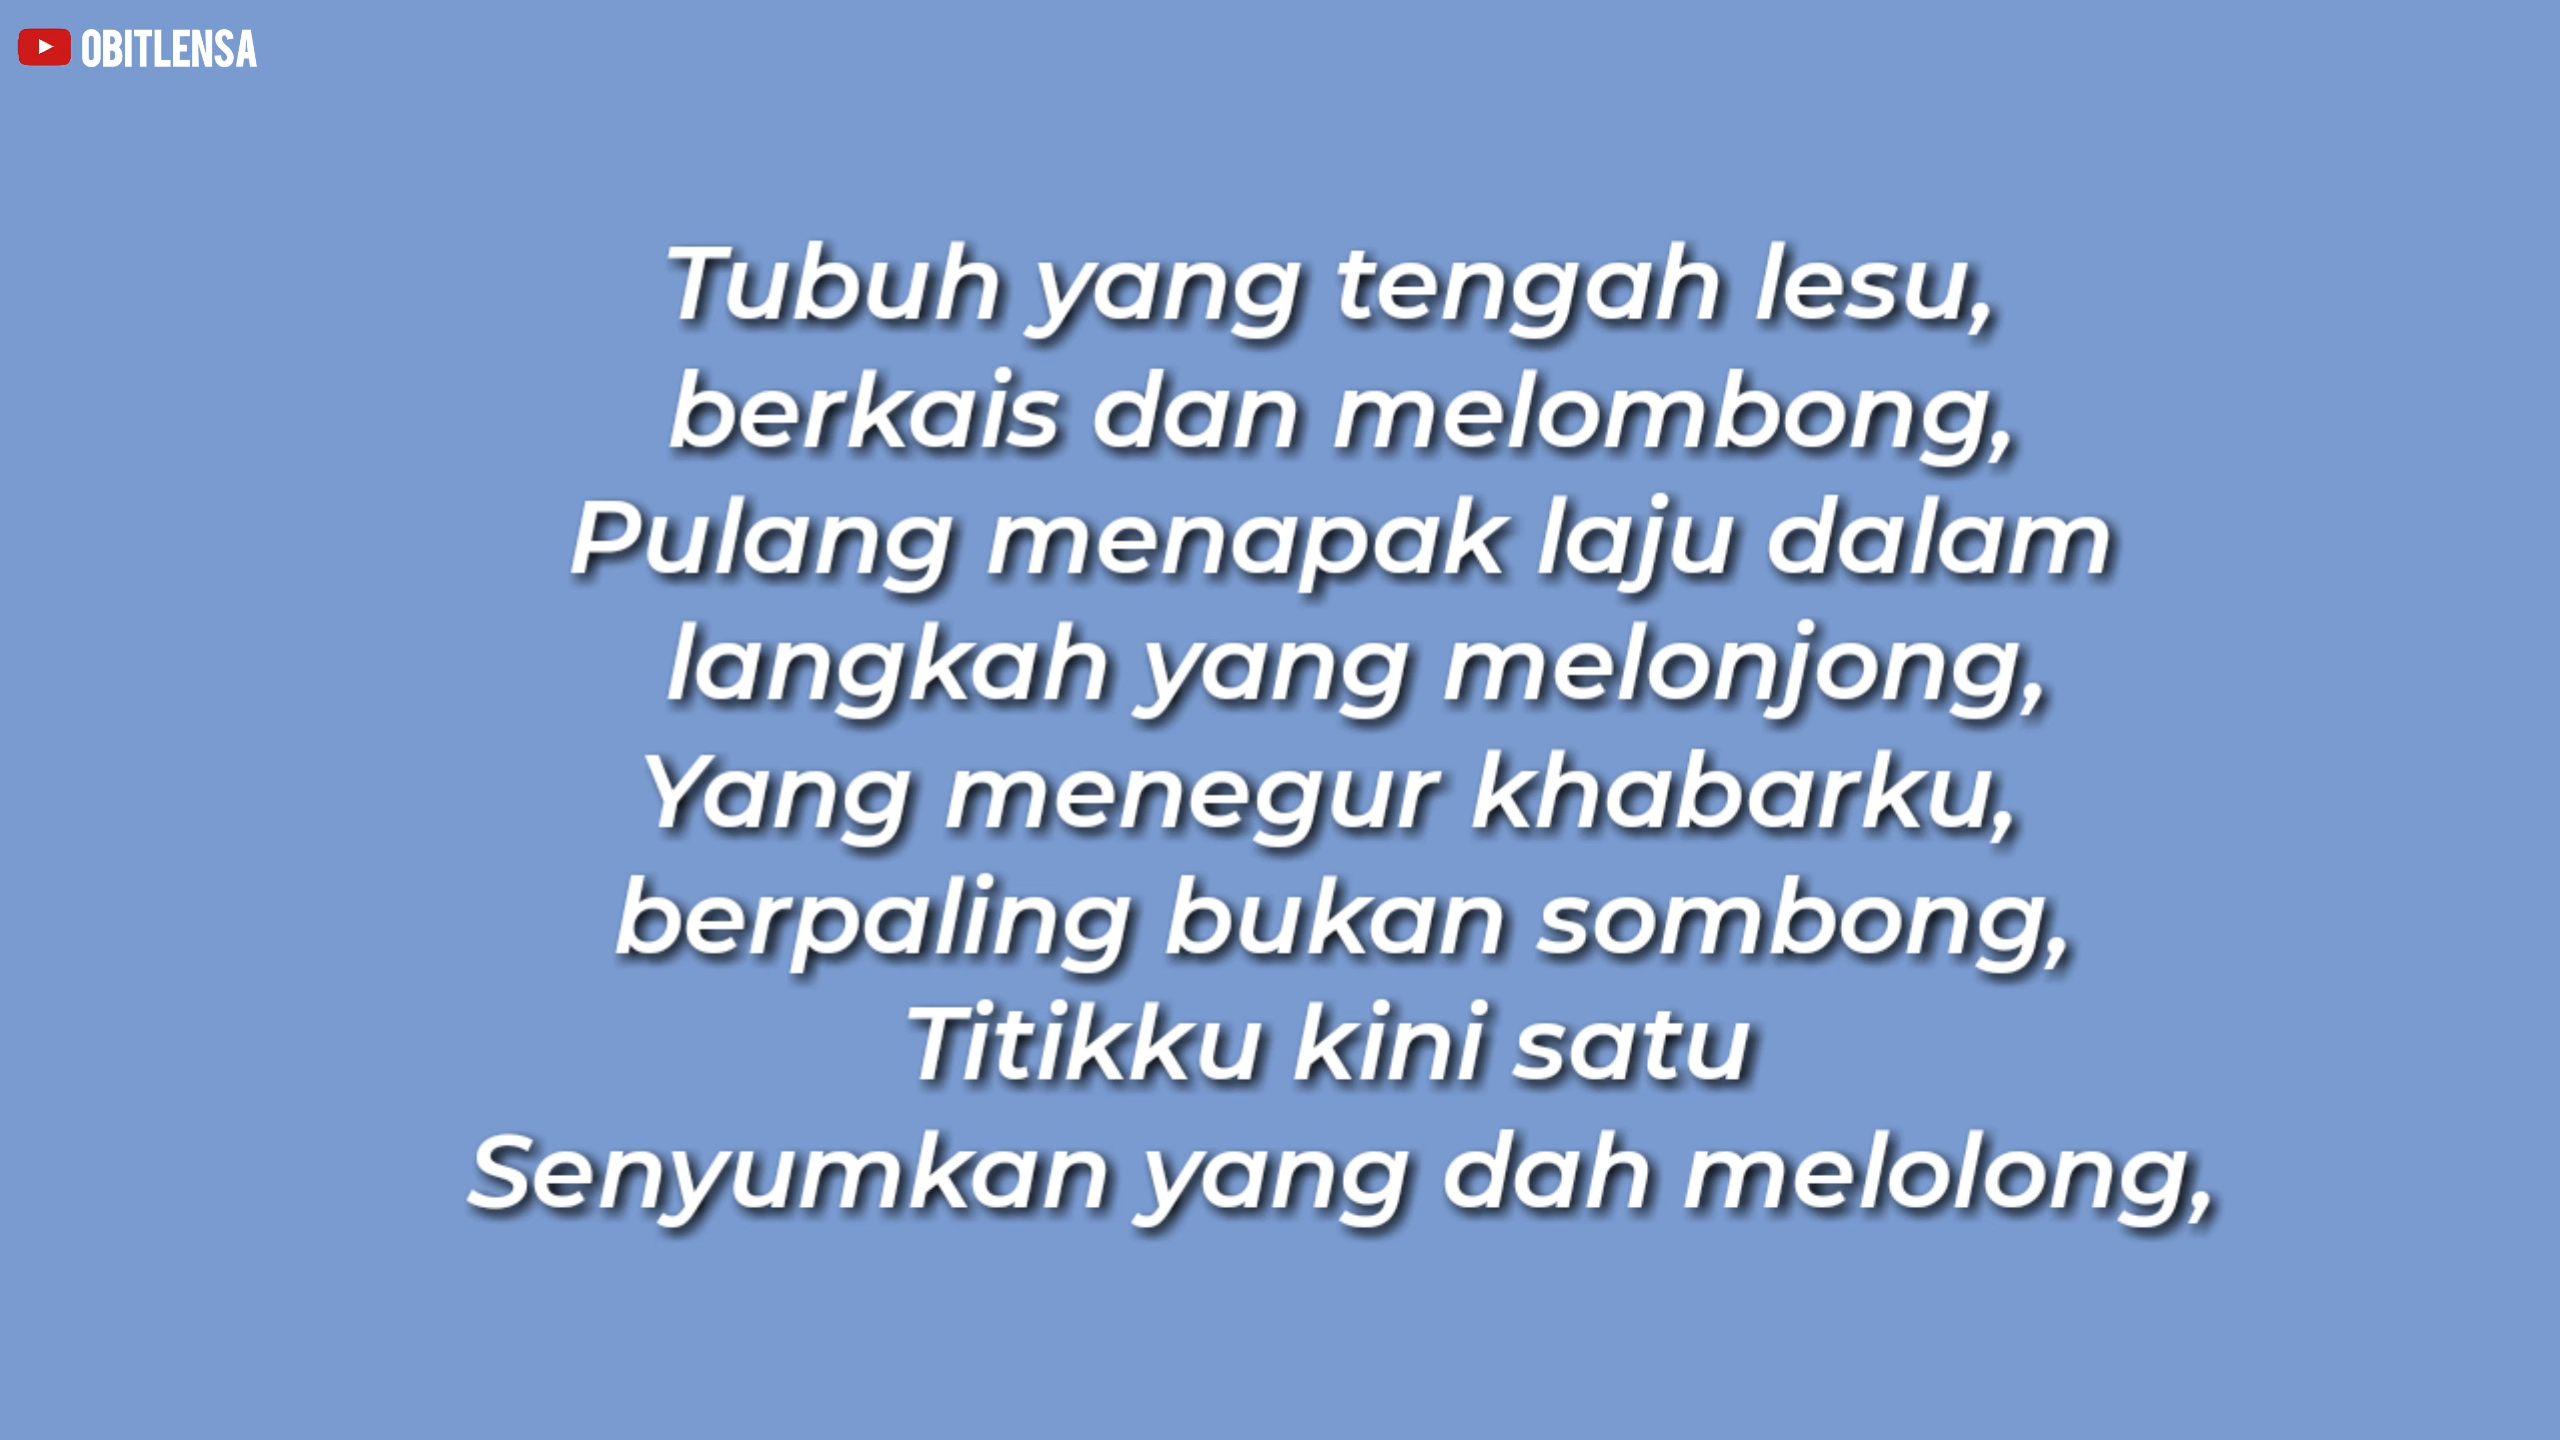 OBITLENSA
Tubuh yang tengah lesu,
berkais dan melombong,
Pulang menapak laju dalam
langkah yang melonjong,
Yang menegur khabarku,
berpaling bukan sombong,
Titikku kini satu
Senyumkan yang dah melolong,